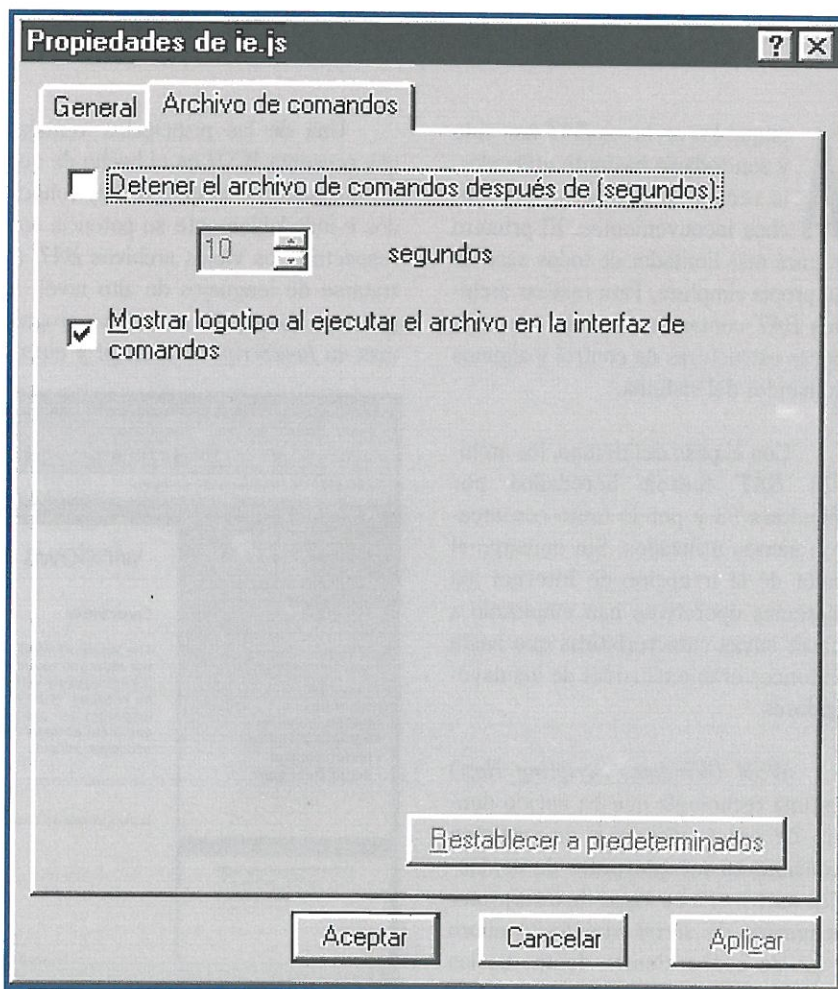 Propiedades de ie.js
General
Archivo de comandos
Detener el archivo de comandos después de (segundos):
10
segundos
Mostrar logotipo al ejecutar el archivo en la interfaz de
comandos
Restablecer a predeterminados
Aceptar
Cancelar
Aplicar